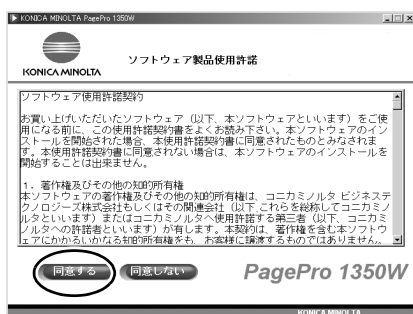 KONICA MINOLTA PagePro 1350W
KONICA MINOLTA
ソフトウェア製品使用許諾
ソフトウェア使用許諾契約
お買い上げいただいたソフトウェア（以下、本ソフトウェアといいます）をご使
用になる前に、この使用許諾契約書をよくお読み下さい。本ソフトウェアのイン
ストールを開始された場合、本使用許諾契約書に同意されたものとみなされま
す。本使用許諾契約書に同意されない場合は、本ソフトウェアのインストールを
開始することは出来ません。
1．著作権及びその他の知的所有権
本ソフトウェアの著作権及びその他の知的所有権は、コニカミノルタ ビジネステ
クノロジーズ株式会社もしくはその関連会社（以下、これらを総称してコニカミノ
ルタといいます）またはコニカミノルタへ使用許諾する第三者（以下、コニカミ
ノルタへの許諾者といいます）が有します。本契約は、著作権を含む本ソフトウ
ェアにかかるいかなる知的所有権をも、お客様に譲渡するものではありません。
同意する
同意しない
PagePro 1350W
KONICA MINOLTA